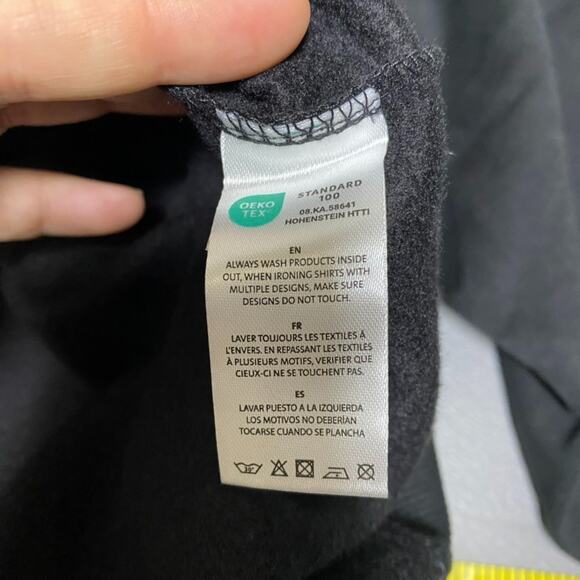 OEKO
TEX®
STANDARD
100
08.KA.58641
HOHENSTEIN HTTI
EN
ALWAYS WASH PRODUCTS INSIDE
OUT, WHEN IRONING SHIRTS WITH
MULTIPLE DESIGNS, MAKE SURE
DESIGNS DO NOT TOUCH.
FR
LAVER TOUJOURS LES TEXTILES À
L'ENVERS. EN REPASSANT LES TEXTILES
À PLUSIEURS MOTIFS, VERIFIER QUE
CIEUX-CI NE SE TOUCHENT PAS.
ES
LAVAR PUESTO A LA IZQUIERDA
LOS MOTIVOS NO DEBERÍAN
TOCARSE CUANDO SE PLANCHA
30°